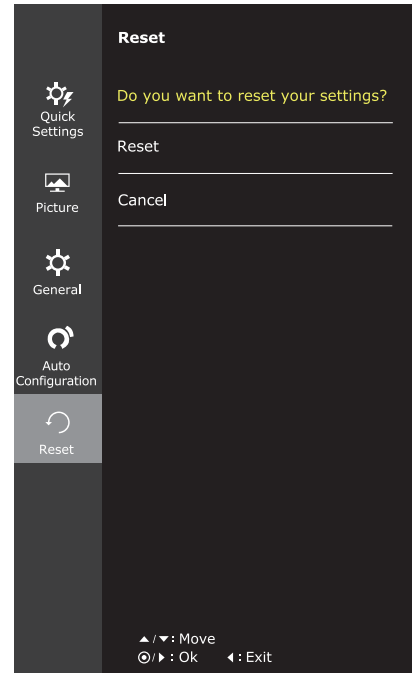 Reset
Do you want to reset your settings?
Reset
Cancel
Quick
Settings
Picture
General
Auto
Configuration
Reset
▲/▼: Move
◉/▶ : Ok ◀ : Exit